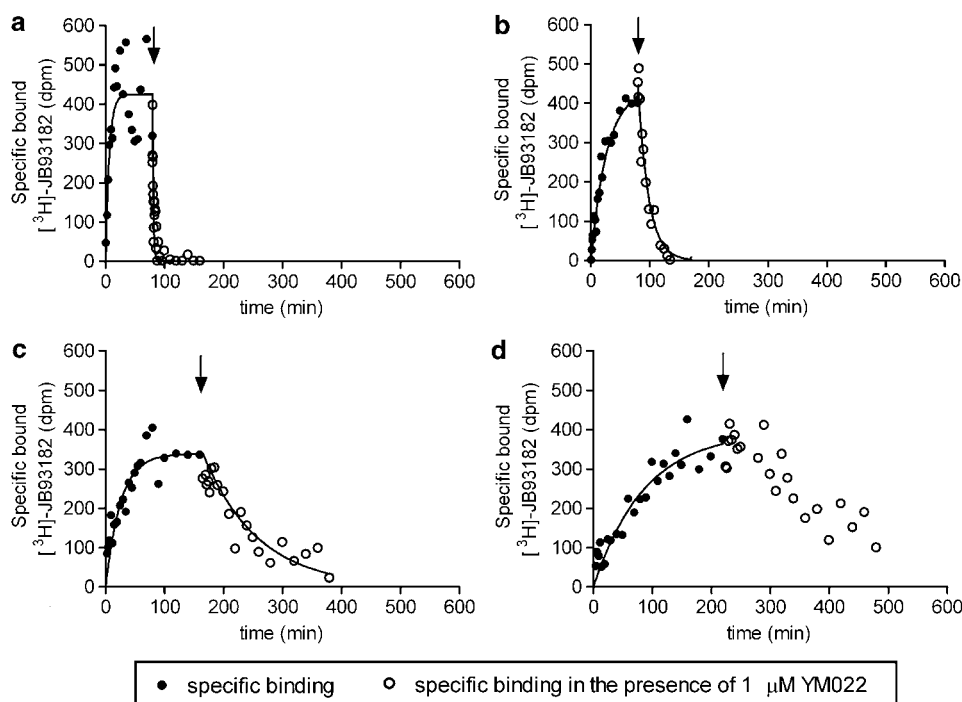 a
Specific bound
[³H]-JB93182 (dpm)
600
500
400
300
200
100
0
0 100 200 300 400 500 600
time (min)
b
Specific bound
[³H]-JB93182 (dpm)
600
500
400
300
200
100
0
0 100 200 300 400 500 600
time (min)
c
Specific bound
[³H]-JB93182 (dpm)
600
500
400
300
200
100
0
0 100 200 300 400 500 600
time (min)
d
Specific bound
[³H]-JB93182 (dpm)
600
500
400
300
200
100
0
0 100 200 300 400 500 600
time (min)
● specific binding ○ specific binding in the presence of 1 µM YM022